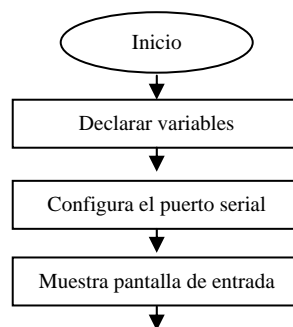 Inicio
Declarar variables
Configura el puerto serial
Muestra pantalla de entrada